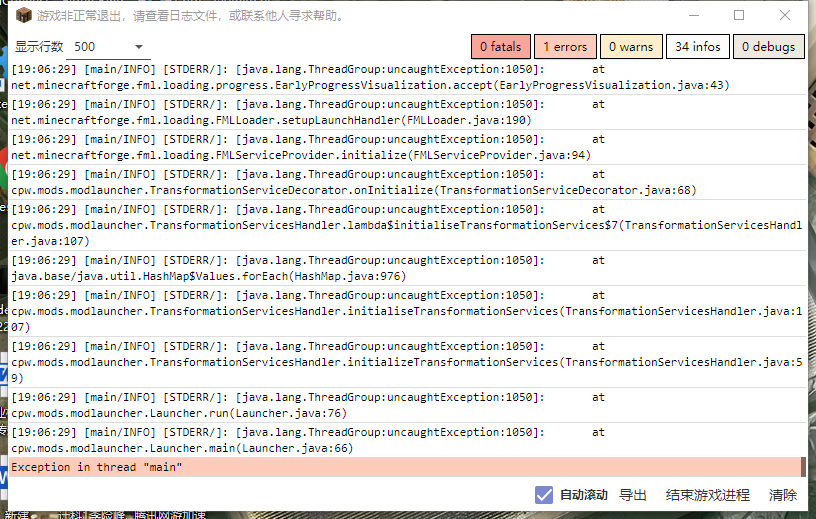 游戏非正常退出，请查看日志文件，或联系他人寻求帮助。
显示行数 500 0 fatals 1 errors 0 warns 34 infos 0 debugs
[19:06:29] [main/INFO] [STDERR/]: [java.lang.ThreadGroup:uncaughtException:1050]: at
net.minecraftforge.fml.loading.progress.EarlyProgressVisualization.accept(EarlyProgressVisualization.java:43)
[19:06:29] [main/INFO] [STDERR/]: [java.lang.ThreadGroup:uncaughtException:1050]: at
net.minecraftforge.fml.loading.FMLLoader.setupLaunchHandler(FMLLoader.java:190)
[19:06:29] [main/INFO] [STDERR/]: [java.lang.ThreadGroup:uncaughtException:1050]: at
net.minecraftforge.fml.loading.FMLServiceProvider.initialize(FMLServiceProvider.java:94)
[19:06:29] [main/INFO] [STDERR/]: [java.lang.ThreadGroup:uncaughtException:1050]: at
cpw.mods.modlauncher.TransformationServiceDecorator.onInitialize(TransformationServiceDecorator.java:68)
[19:06:29] [main/INFO] [STDERR/]: [java.lang.ThreadGroup:uncaughtException:1050]: at
cpw.mods.modlauncher.TransformationServicesHandler.lambda$initialiseTransformationServices$7(TransformationServicesHandl
er.java:107)
[19:06:29] [main/INFO] [STDERR/]: [java.lang.ThreadGroup:uncaughtException:1050]: at
java.base/java.util.HashMap$Values.forEach(HashMap.java:976)
[19:06:29] [main/INFO] [STDERR/]: [java.lang.ThreadGroup:uncaughtException:1050]: at
cpw.mods.modlauncher.TransformationServicesHandler.initialiseTransformationServices(TransformationServicesHandler.java:1
07)
[19:06:29] [main/INFO] [STDERR/]: [java.lang.ThreadGroup:uncaughtException:1050]: at
cpw.mods.modlauncher.TransformationServicesHandler.initializeTransformationServices(TransformationServicesHandler.java:5
9)
[19:06:29] [main/INFO] [STDERR/]: [java.lang.ThreadGroup:uncaughtException:1050]: at
cpw.mods.modlauncher.Launcher.run(Launcher.java:76)
[19:06:29] [main/INFO] [STDERR/]: [java.lang.ThreadGroup:uncaughtException:1050]: at
cpw.mods.modlauncher.Launcher.main(Launcher.java:66)
Exception in thread "main"
自动滚动 导出 结束游戏进程 清除